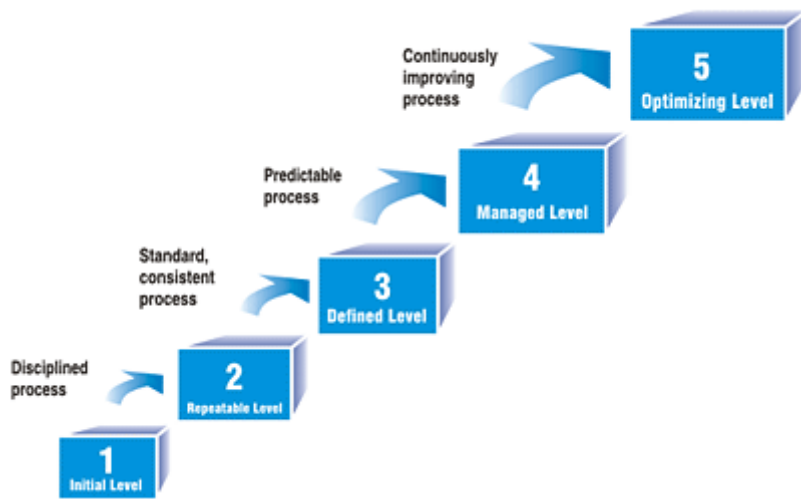 Continuously
improving
process
5
Optimizing Level
Predictable
process
4
Managed Level
Standard,
consistent
process
3
Defined Level
Disciplined
process
2
Repeatable Level
1
Initial Level